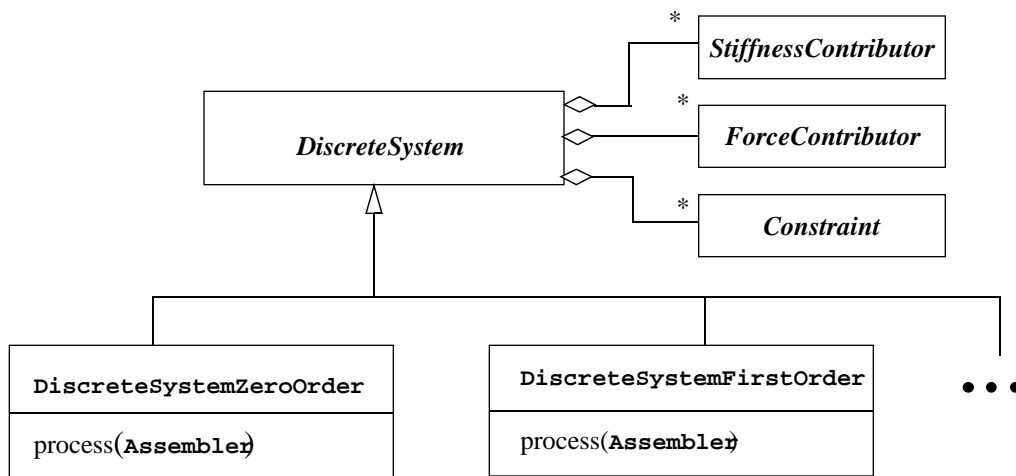 *
StiffnessContributor
*
DiscreteSystem
ForceContributor
*
Constraint
DiscreteSystemZeroOrder
DiscreteSystemFirstOrder
process(Assembler)
process(Assembler)